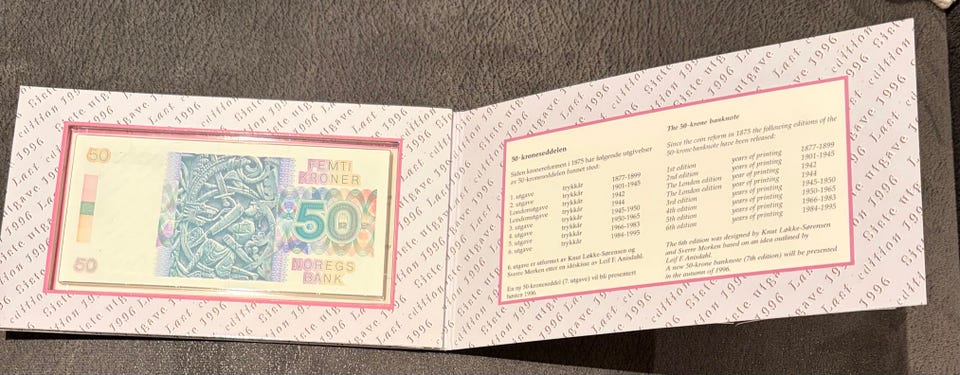 50
FEMTI
KRONER
50
NOREGS
BANK
50
50-kroneseddelen
Siden myntreformen i 1875 har følgende utgivelser
av 50-kroneseddelen funnet sted:
1. utgave trykkår 1877-1899
2. utgave trykkår 1901-1945
Londonutgave trykkår 1942
Londonutgave trykkår 1944
3. utgave trykkår 1945-1950
4. utgave trykkår 1950-1965
5. utgave trykkår 1966-1983
6. utgave trykkår 1984-1995
6. utgave er utformet av Knut Løkke-Sørensen og
Sverre Morken etter en idéskisse av Leif F. Anisdahl.
En ny 50-kroneseddel (7. utgave) vil bli presentert
høsten 1996.
The 50-krone banknote
Since the coin reform in 1875 the following editions of the
50-kronebanknote have been released:
1st edition years of printing 1877-1899
2nd edition years of printing 1901-1945
The London edition years of printing 1942
The London edition years of printing 1944
3rd edition years of printing 1945-1950
4th edition years of printing 1950-1965
5th edition years of printing 1966-1983
6th edition years of printing 1984-1995
The 6th edition was designed by Knut Løkke-Sørensen
and Sverre Morken based on an idea outlined by
Leif F. Anisdahl.
A new 50-krone banknote (7th edition) will be presented
in the autumn of 1996.
Siste utgave 1996 Last edition 1996